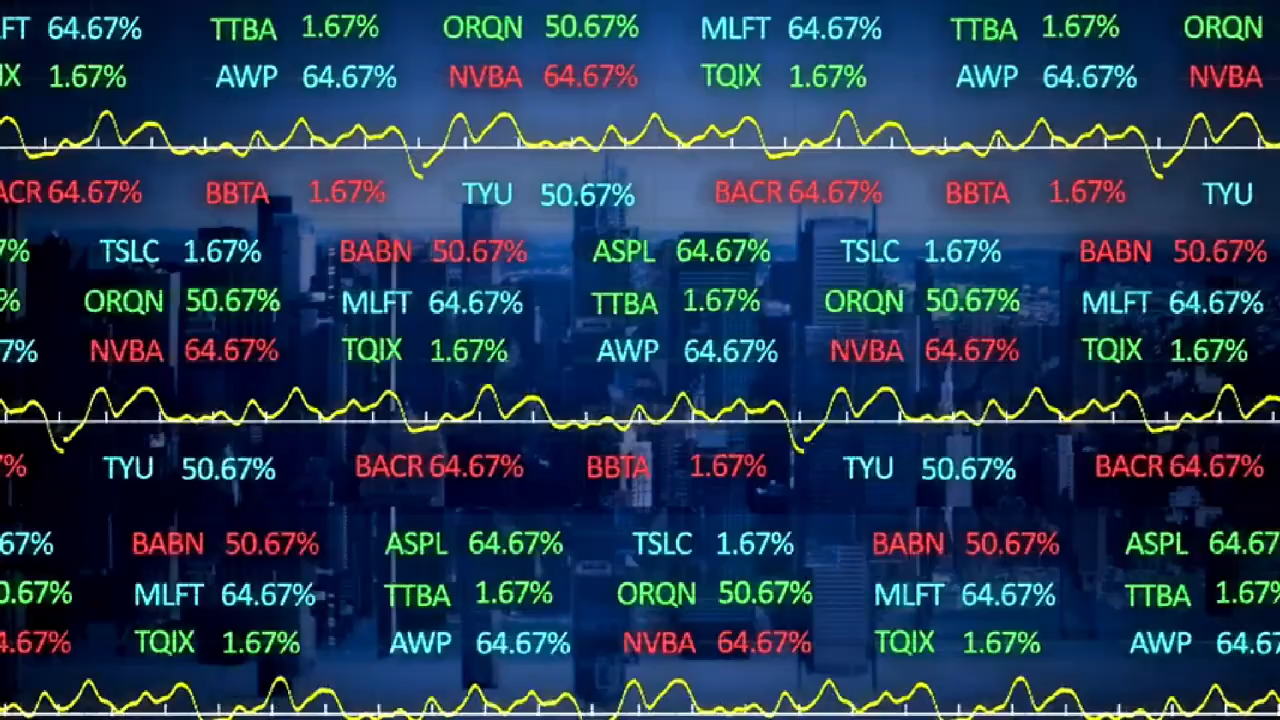 FT 64.67% TTBA 1.67% ORQN 50.67% MLFT 64.67% TTBA 1.67% ORQN
IX 1.67% AWP 64.67% NVBA 64.67% TQIX 1.67% AWP 64.67% NVBA
ACR 64.67% BBTA 1.67% TYU 50.67% BACR 64.67% BBTA 1.67% TYU
7% TSLC 1.67% BABN 50.67% ASPL 64.67% TSLC 1.67% BABN 50.67%
% ORQN 50.67% MLFT 64.67% TTBA 1.67% ORQN 50.67% MLFT 64.67%
7% NVBA 64.67% TQIX 1.67% AWP 64.67% NVBA 64.67% TQIX 1.67%
% TYU 50.67% BACR 64.67% BBTA 1.67% TYU 50.67% BACR 64.67%
67% BABN 50.67% ASPL 64.67% TSLC 1.67% BABN 50.67% ASPL 64.67
0.67% MLFT 64.67% TTBA 1.67% ORQN 50.67% MLFT 64.67% TTBA 1.67%
4.67% TQIX 1.67% AWP 64.67% NVBA 64.67% TQIX 1.67% AWP 64.67